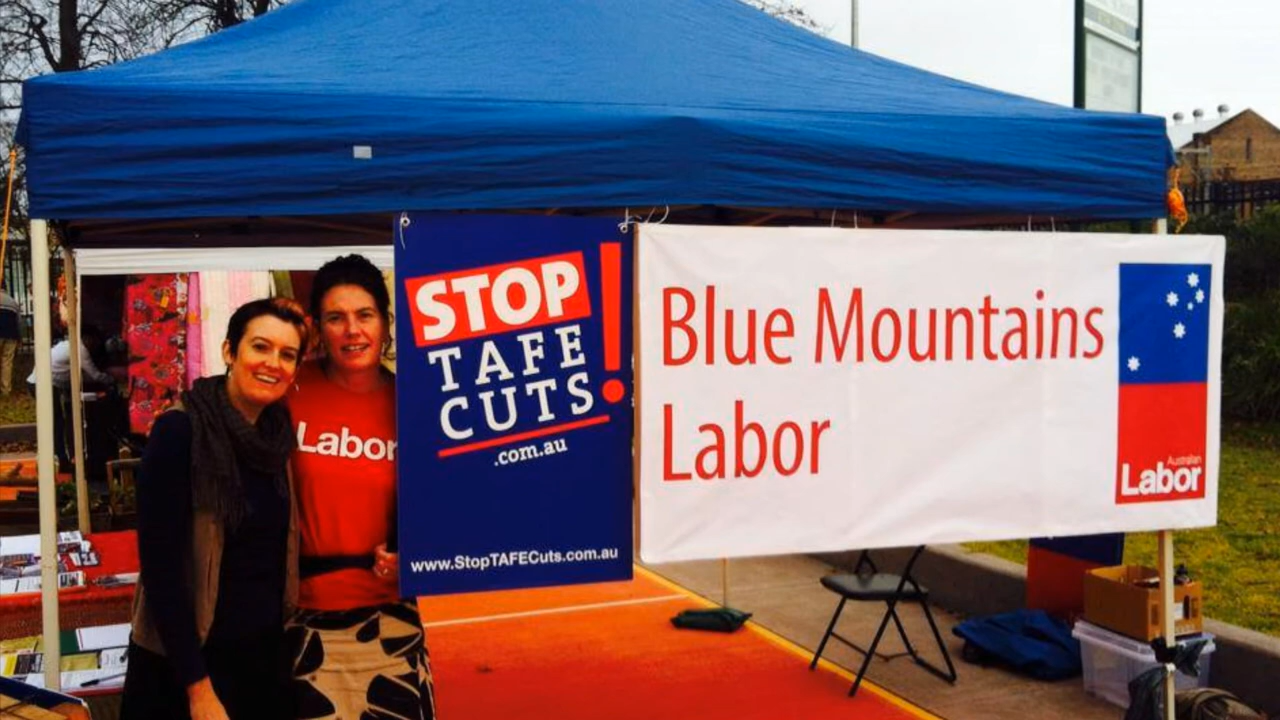 STOP!
TAFE
CUTS
.com.au
www.StopTAFECuts.com.au
Blue Mountains
Labor
Australian
Labor
Labor